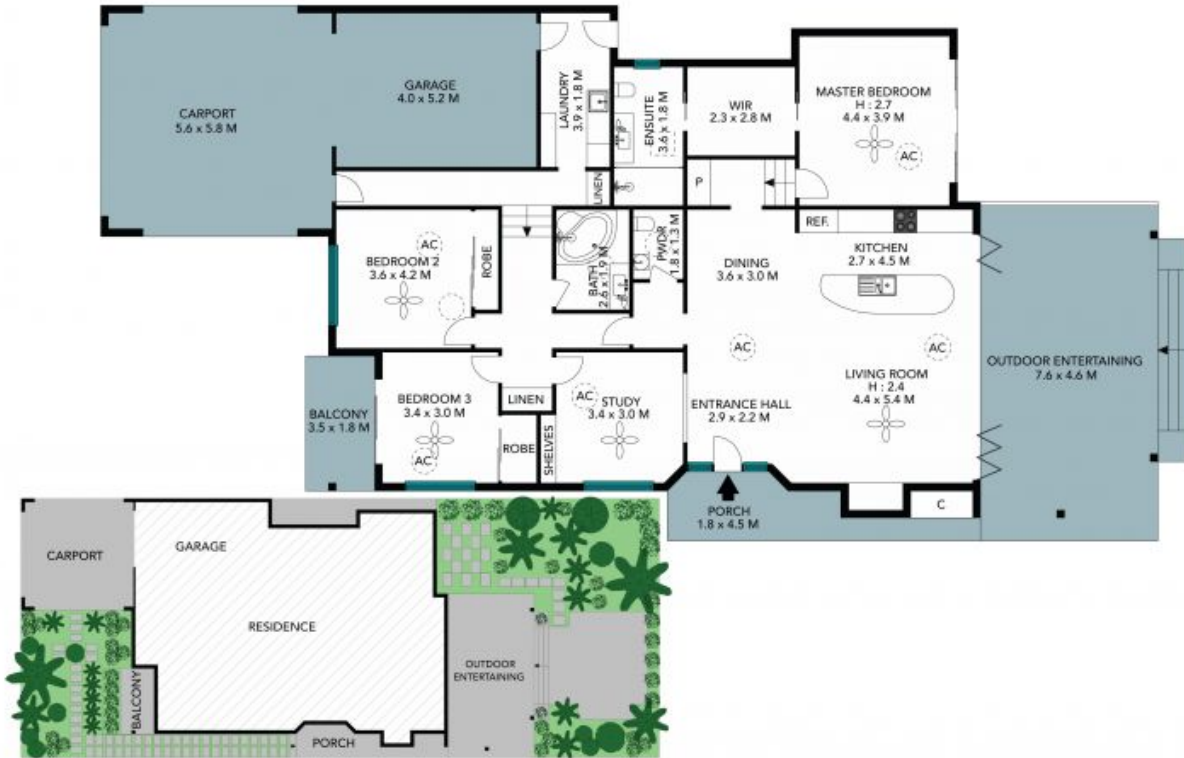 CARPORT
5.6 x 5.8 M
GARAGE
4.0 x 5.2 M
LAUNDRY
3.9 x 1.8 M
ENSUITE
3.6 x 1.8 M
WIR
2.3 x 2.8 M
MASTER BEDROOM
H : 2.7
4.4 x 3.9 M
AC
LINEN
P
REF.
KITCHEN
2.7 x 4.5 M
DINING
3.6 x 3.0 M
PWDR
1.8 x 1.3 M
BATH
2.6 x 1.9 M
AC
BEDROOM 2
3.6 x 4.2 M
ROBE
AC
AC
OUTDOOR ENTERTAINING
7.6 x 4.6 M
LIVING ROOM
H : 2.4
4.4 x 5.4 M
ENTRANCE HALL
2.9 x 2.2 M
AC
STUDY
3.4 x 3.0 M
LINEN
SHELVES
BEDROOM 3
3.4 x 3.0 M
AC
ROBE
BALCONY
3.5 x 1.8 M
PORCH
1.8 x 4.5 M
C
CARPORT
GARAGE
RESIDENCE
BALCONY
PORCH
OUTDOOR
ENTERTAINING